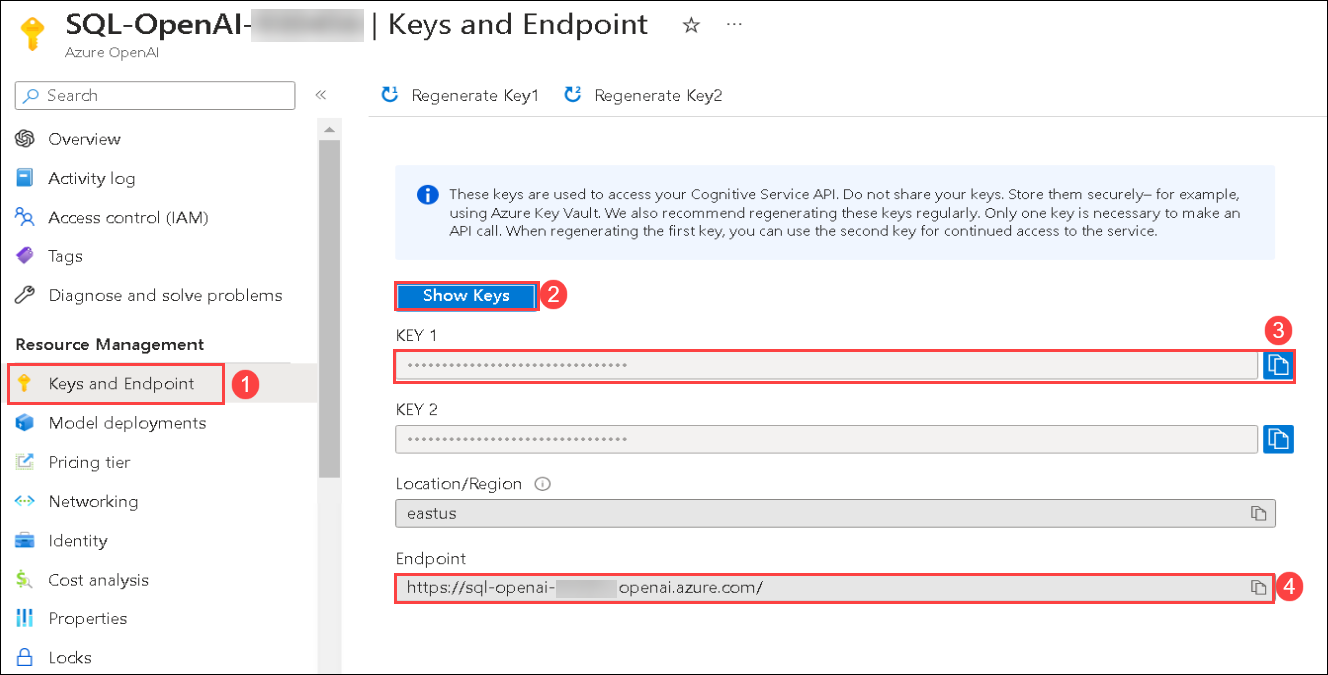 SQL-OpenAI- | Keys and Endpoint
Azure OpenAI
Search
Overview
Activity log
Access control (IAM)
Tags
Diagnose and solve problems
Resource Management
Keys and Endpoint 1
Model deployments
Pricing tier
Networking
Identity
Cost analysis
Properties
Locks
Regenerate Key1 Regenerate Key2
These keys are used to access your Cognitive Service API. Do not share your keys. Store them securely– for example,
using Azure Key Vault. We also recommend regenerating these keys regularly. Only one key is necessary to make an
API call. When regenerating the first key, you can use the second key for continued access to the service.
Show Keys 2
KEY 1 3
••••••••••••••••••••••••••••••••
KEY 2
••••••••••••••••••••••••••••••••
Location/Region
eastus
Endpoint
https://sql-openai- openai.azure.com/ 4